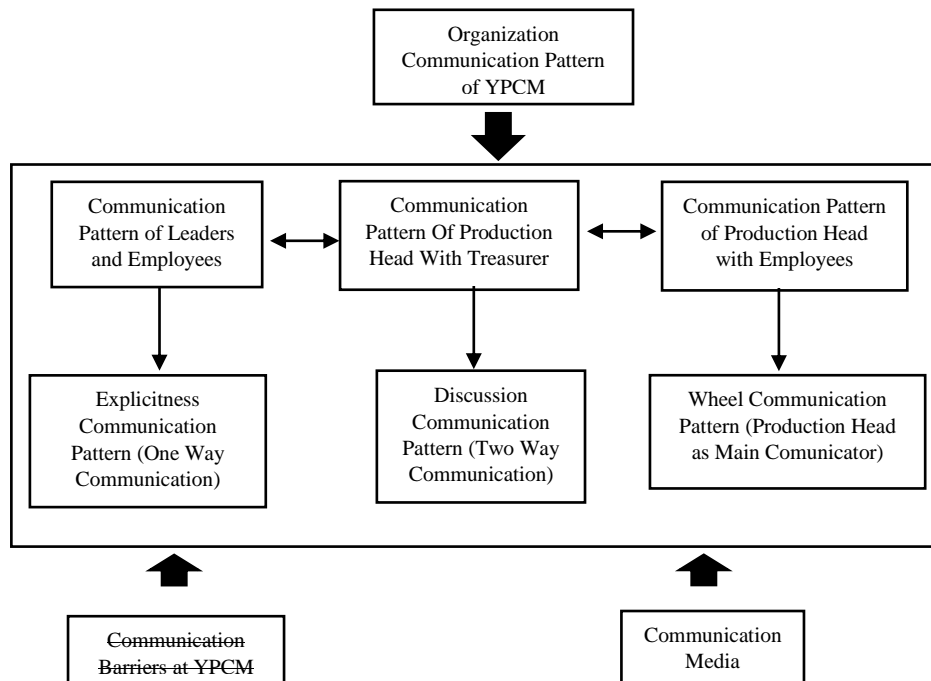 Organization
Communication Pattern
of YPCM
Communication
Pattern of Leaders
and Employees
Communication
Pattern Of Production
Head With Treasurer
Communication Pattern
of Production Head
with Employees
Explicitness
Communication
Pattern (One Way
Communication)
Discussion
Communication
Pattern (Two Way
Communication)
Wheel Communication
Pattern (Production Head
as Main Comunicator)
Communication
Barriers at YPCM
Communication
Media